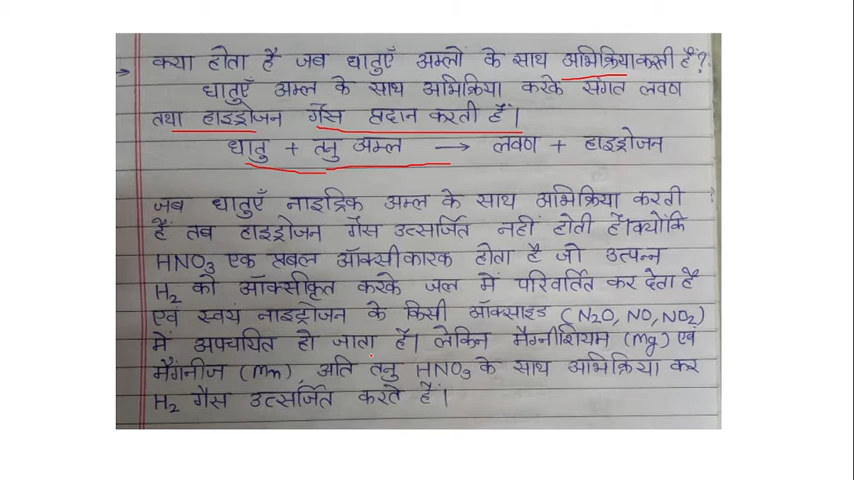 क्या होता है जब धातुएँ अम्लों के साथ अभिक्रिया करती हैं?
धातुएँ अम्ल के साथ अभिक्रिया करके संगत लवण
तथा हाइड्रोजन गैस प्रदान करती हैं।
धातु + तनु अम्ल → लवण + हाइड्रोजन
जब धातुएँ नाइट्रिक अम्ल के साथ अभिक्रिया करती
हैं तब हाइड्रोजन गैस उत्सर्जित नहीं होती है।क्योंकि
HNO₃ एक प्रबल ऑक्सीकारक होता है जो उत्पन्न
H₂ को ऑक्सीकृत करके जल में परिवर्तित कर देता है
एवं स्वयं नाइट्रोजन के किसी ऑक्साइड (N2O, NO, NO₂)
में अपचयित हो जाता है। लेकिन मैग्नीशियम (Mg) एवं
मैंगनीज (Mn), अति तनु HNO₃ के साथ अभिक्रिया कर
H₂ गैस उत्सर्जित करते हैं।